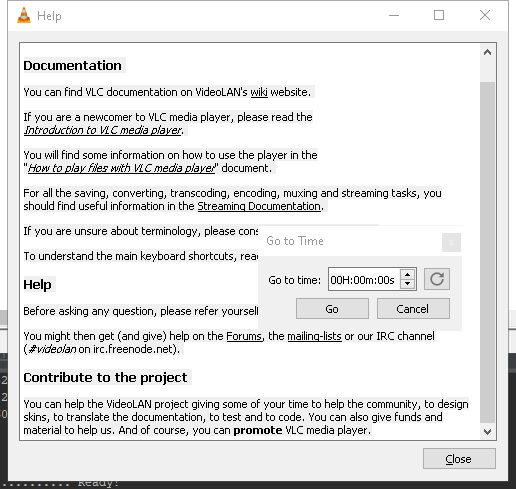 Help
Documentation
You can find VLC documentation on VideoLAN's wiki website.
If you are a newcomer to VLC media player, please read the
Introduction to VLC media player.
You will find some information on how to use the player in the
"How to play files with VLC media player" document.
For all the saving, converting, transcoding, encoding, muxing and streaming tasks, you
should find useful information in the Streaming Documentation.
If you are unsure about terminology, please
To understand the main keyboard shortcuts,
Go to Time
Go to time: 00H:00m:00s
Go Cancel
Help
Before asking any question, please refer
You might then get (and give) help on the Forums, the mailing-lists or our IRC channel
(#videolan on irc.freenode.net).
Contribute to the project
You can help the VideoLAN project giving some of your time to help the community, to design
skins, to translate the documentation, to test and to code. You can also give funds and
material to help us. And of course, you can promote VLC media player.
Close
.......... Ready!